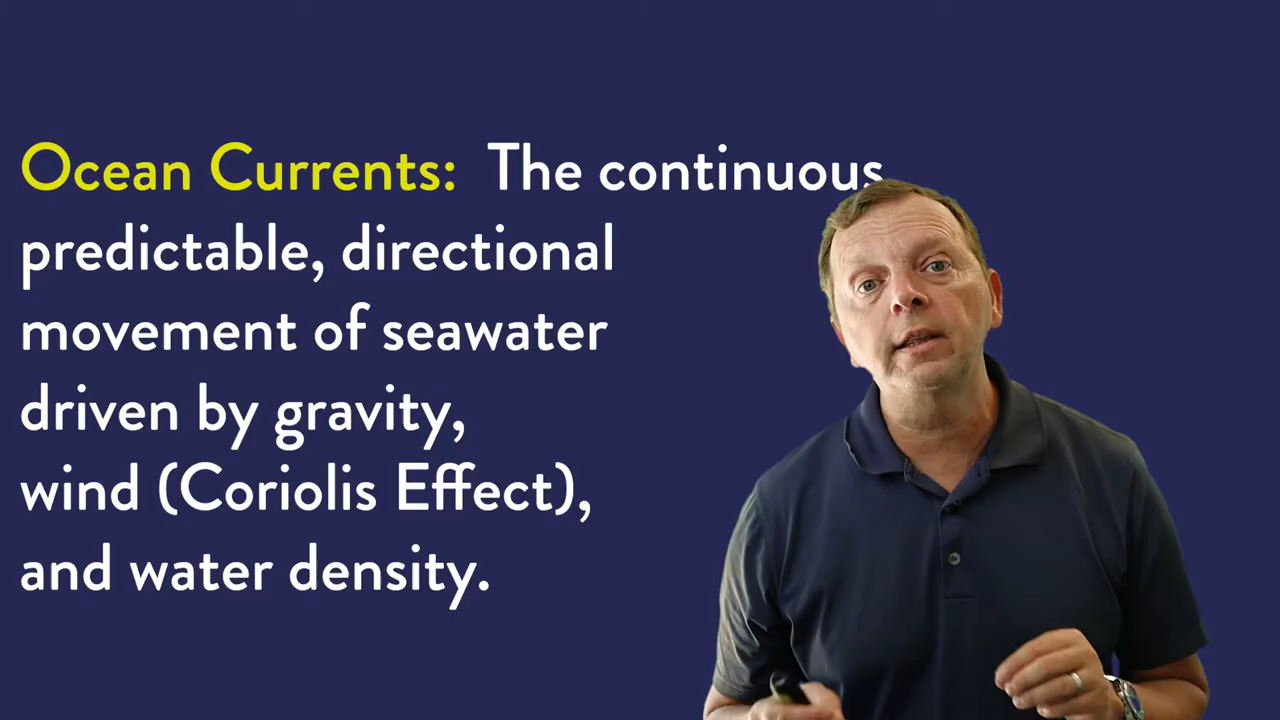 Ocean Currents: The continuous
predictable, directional
movement of seawater
driven by gravity,
wind (Coriolis Effect),
and water density.